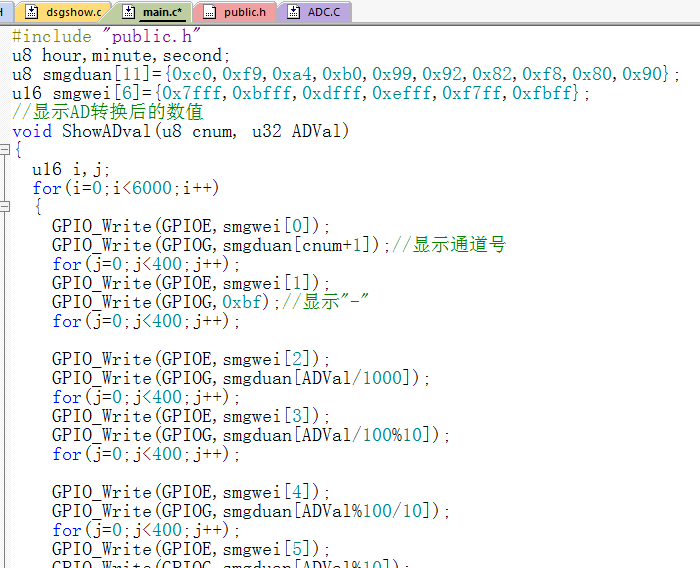 H dsgshow.c main.c* public.h ADC.C
#include "public.h"
u8 hour,minute,second;
u8 smgduan[11]={0xc0,0xf9,0xa4,0xb0,0x99,0x92,0x82,0xf8,0x80,0x90};
u16 smgwei[6]={0x7fff,0xbfff,0xdfff,0xefff,0xf7ff,0xfbff};
//显示AD转换后的数值
void ShowADval(u8 cnum, u32 ADVal)
{
u16 i,j;
for(i=0;i<6000;i++)
{
GPIO_Write(GPIOE,smgwei[0]);
GPIO_Write(GPIOG,smgduan[cnum+1]);//显示通道号
for(j=0;j<400;j++);
GPIO_Write(GPIOE,smgwei[1]);
GPIO_Write(GPIOG,0xbf);//显示"-"
for(j=0;j<400;j++);
GPIO_Write(GPIOE,smgwei[2]);
GPIO_Write(GPIOG,smgduan[ADVal/1000]);
for(j=0;j<400;j++);
GPIO_Write(GPIOE,smgwei[3]);
GPIO_Write(GPIOG,smgduan[ADVal/100%10]);
for(j=0;j<400;j++);
GPIO_Write(GPIOE,smgwei[4]);
GPIO_Write(GPIOG,smgduan[ADVal%100/10]);
for(j=0;j<400;j++);
GPIO_Write(GPIOE,smgwei[5]);
GPIO_Write(GPIOG,smgduan[ADVal%10]);